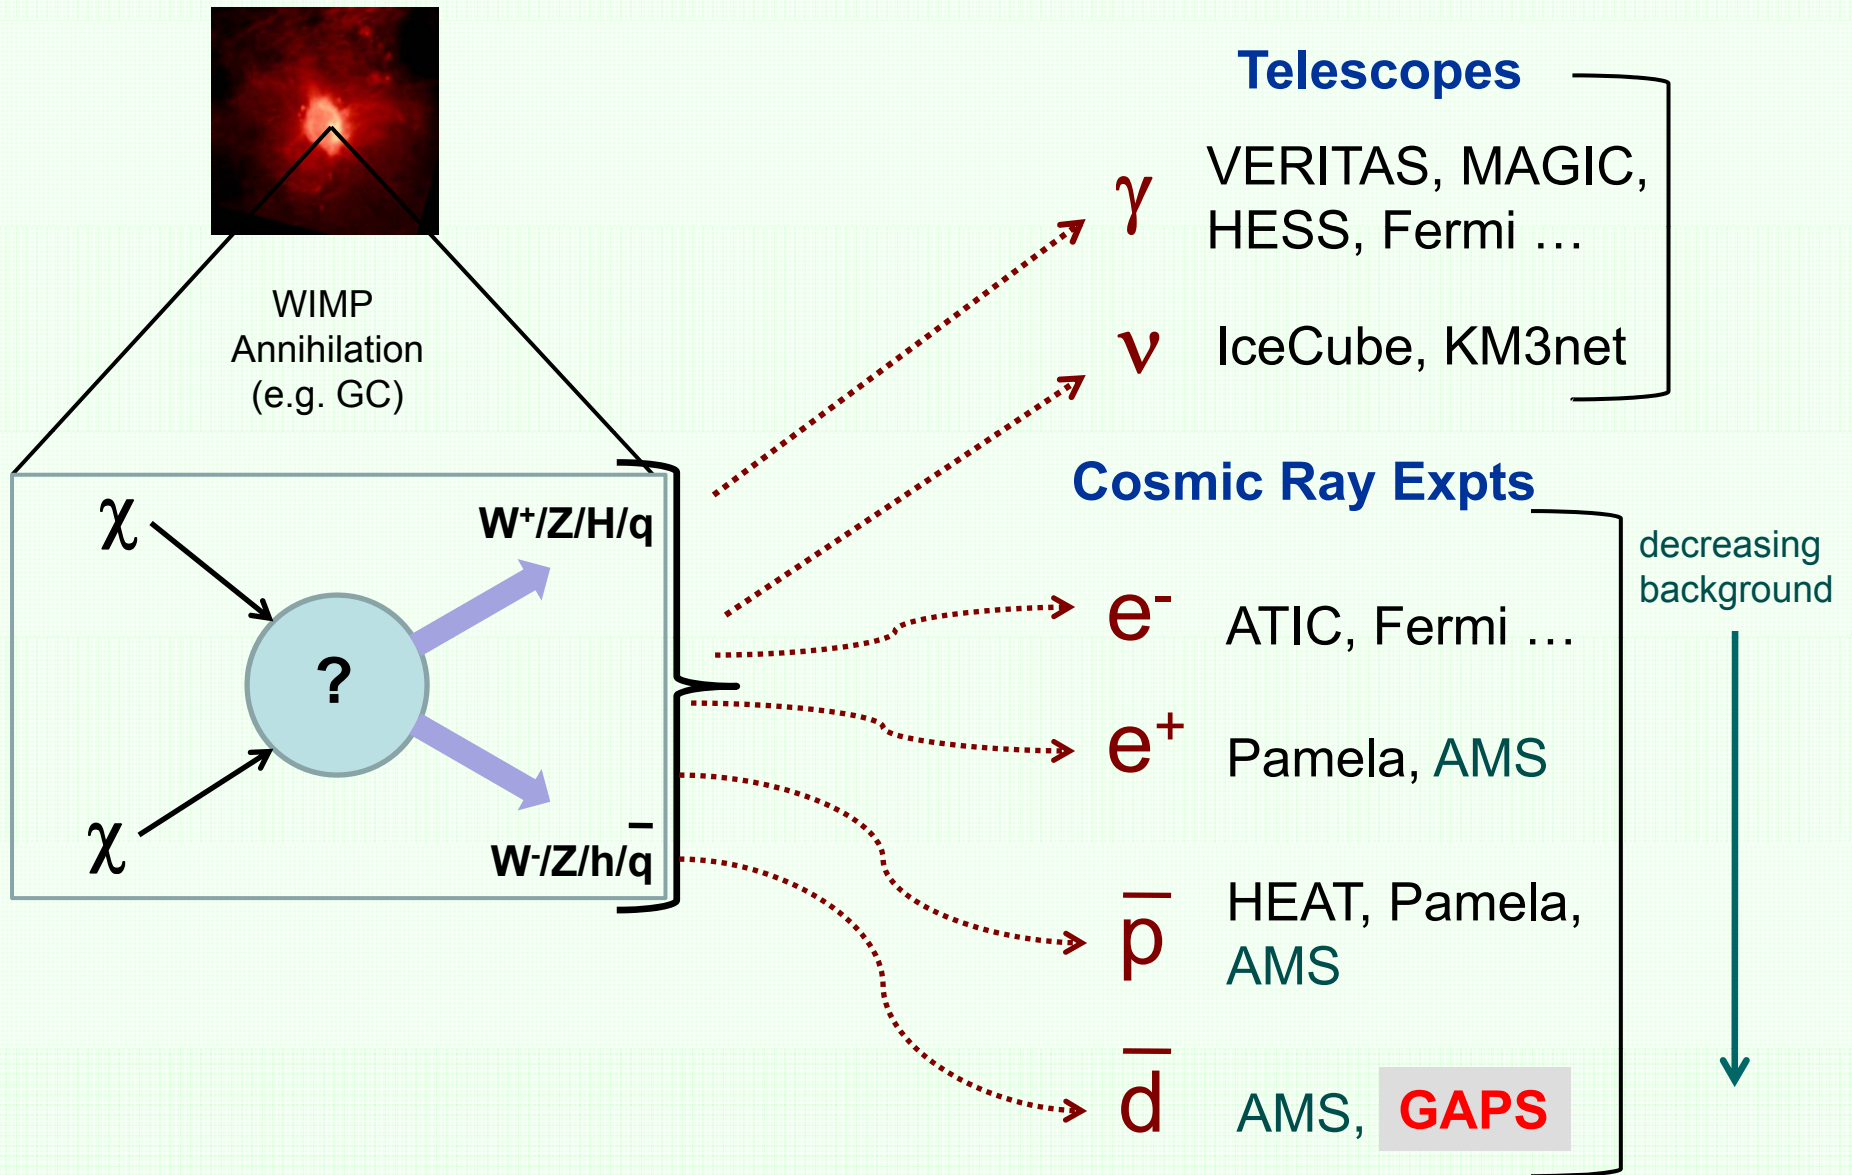 WIMP
Annihilation
(e.g. GC)
χ
χ
?
W⁺/Z/H/q
W⁻/Z/h/q̅
Telescopes
γ VERITAS, MAGIC,
HESS, Fermi …
ν IceCube, KM3net
Cosmic Ray Expts
decreasing
background
e⁻ ATIC, Fermi …
e⁺ Pamela, AMS
p̅ HEAT, Pamela,
AMS
d̅ AMS, GAPS